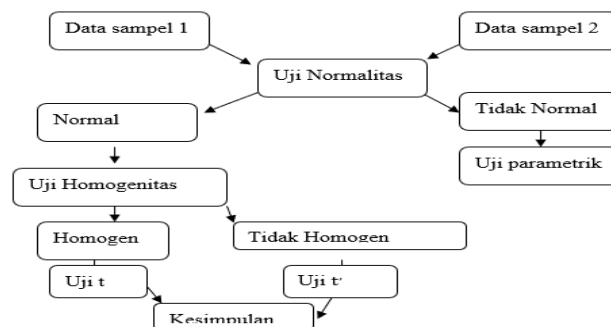 Data sampel 1
Data sampel 2
Uji Normalitas
Normal
Tidak Normal
Uji parametrik
Uji Homogenitas
Homogen
Tidak Homogen
Uji t
Uji t'
Kesimpulan